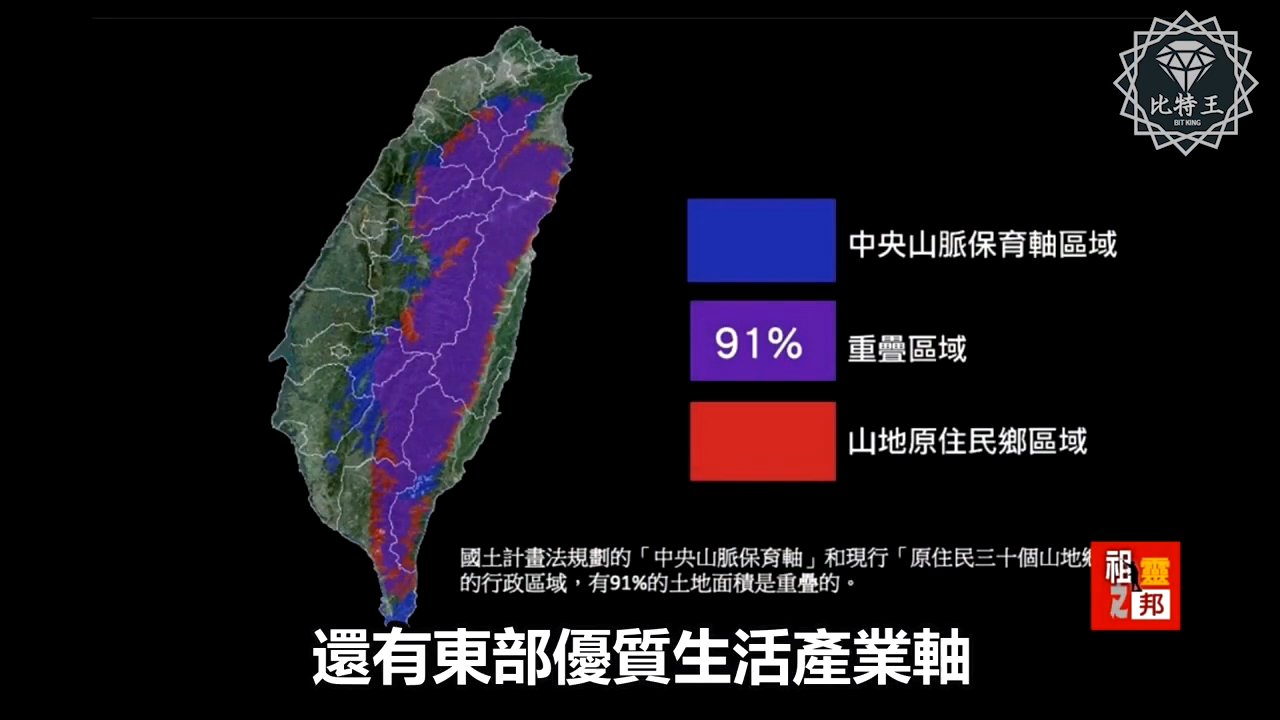 比特王
BIT KING
中央山脈保育軸區域
91%
重疊區域
山地原住民鄉區域
國土計畫法規劃的「中央山脈保育軸」和現行「原住民三十個山地鄉
的行政區域，有91%的土地面積是重疊的。
祖靈
之邦
還有東部優質生活產業軸